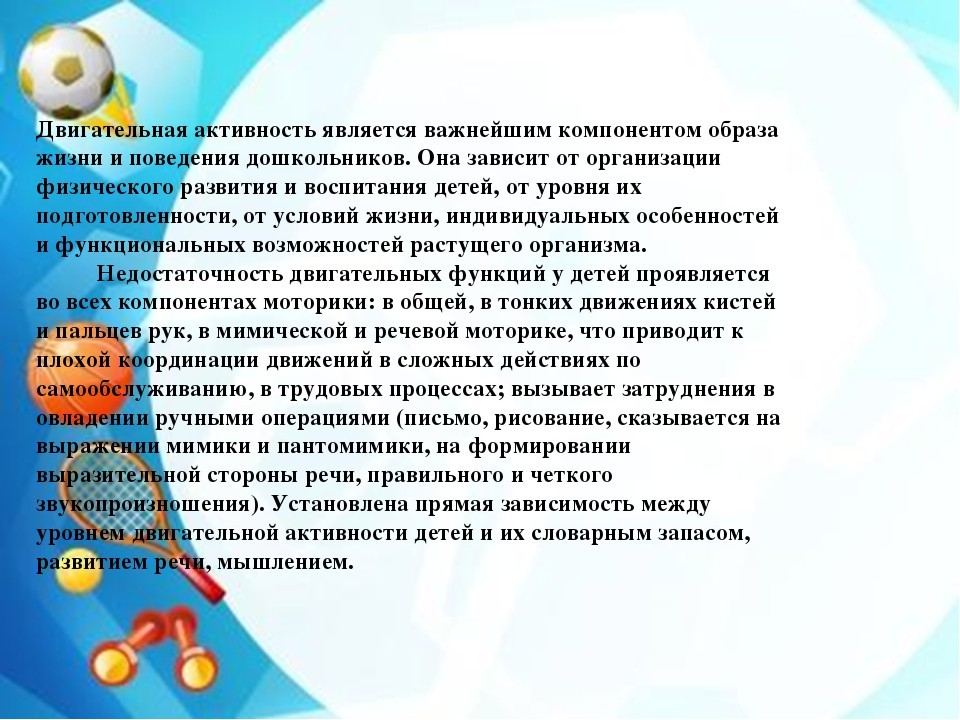 Двигательная активность является важнейшим компонентом образа
жизни и поведения дошкольников. Она зависит от организации
физического развития и воспитания детей, от уровня их
подготовленности, от условий жизни, индивидуальных особенностей
и функциональных возможностей растущего организма.
Недостаточность двигательных функций у детей проявляется
во всех компонентах моторики: в общей, в тонких движениях кистей
и пальцев рук, в мимической и речевой моторике, что приводит к
плохой координации движений в сложных действиях по
самообслуживанию, в трудовых процессах; вызывает затруднения в
овладении ручными операциями (письмо, рисование, сказывается на
выражении мимики и пантомимики, на формировании
выразительной стороны речи, правильного и четкого
звукопроизношения). Установлена прямая зависимость между
уровнем двигательной активности детей и их словарным запасом,
развитием речи, мышлением.